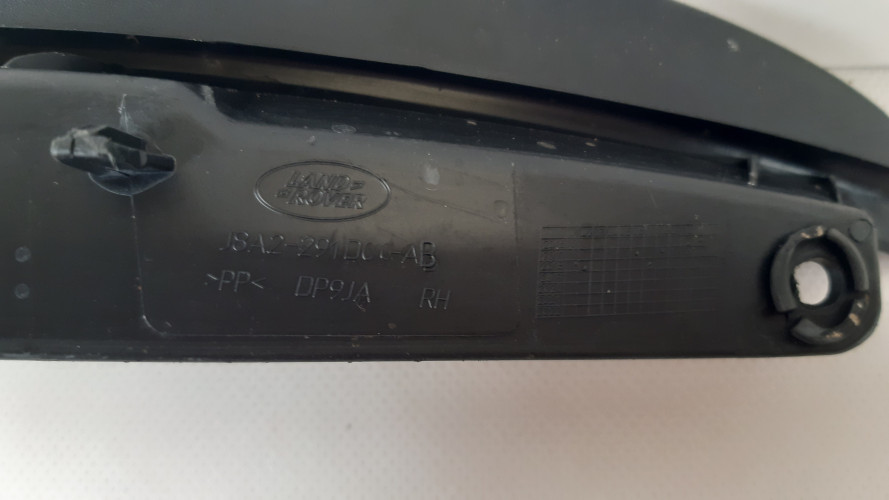 LAND
ROVER
>PP< DP9JA RH